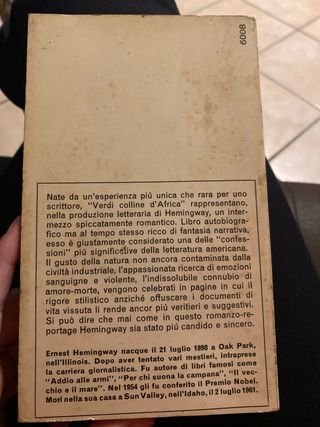 6008
Nate da un'esperienza piú unica che rara per uno
scrittore, "Verdi colline d'Africa" rappresentano,
nella produzione letteraria di Hemingway, un inter-
mezzo spiccatamente romantico. Libro autobiogra-
fico ma al tempo stesso ricco di fantasia narrativa,
esso è giustamente considerato una delle "confes-
sioni" piú significative della letteratura americana.
Il gusto della natura non ancora contaminata dalla
civiltà industriale, l'appassionata ricerca di emozioni
sanguigne e violente, l'indissolubile connubio di
amore-morte, vengono celebrati in pagine in cui il
rigore stilistico anziché offuscare i documenti di
vita vissuta li rende ancor piú veritieri e suggestivi.
Si può dire che mai come in questo romanzo-re-
portage Hemingway sia stato piú candido e sincero.
Ernest Hemingway nacque il 21 luglio 1898 a Oak Park,
nell'Illinois. Dopo aver tentato vari mestieri, intraprese
la carriera giornalistica. Fu autore di libri famosi come
"Addio alle armi", "Per chi suona la campana", "Il vec-
chio e il mare". Nel 1954 gli fu conferito il Premio Nobel.
Morì nella sua casa a Sun Valley, nell'Idaho, il 2 luglio 1961.